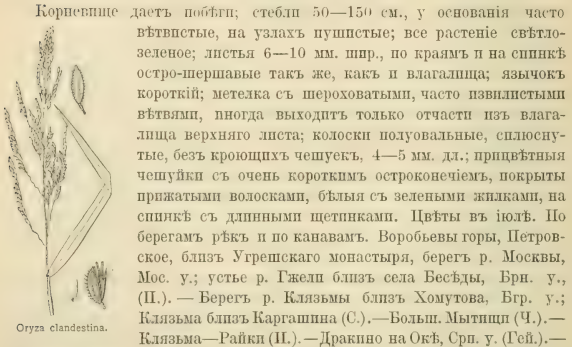 Корневище даетъ побѣги; стебли 50—150 см., у основанія часто
вѣтвистые, на узлахъ пушистые; все растеніе свѣтло-
зеленое; листья 6—10 мм. шир., по краямъ и на спинкѣ
остро-шершавые такъ же, какъ и влагалища; язычокъ
короткій; метелка съ шероховатыми, часто извилистыми
вѣтвями, иногда выходитъ только отчасти изъ влага-
лища верхняго листа; колоски полуовальные, сплюсну-
тые, безъ кроющихъ чешуекъ, 4—5 мм. дл.; прицвѣтныя
чешуйки съ очень короткимъ остроконечіемъ, покрыты
прижатыми волосками, бѣлыя съ зелеными жилками, на
спинкѣ съ длинными щетинками. Цвѣты въ іюлѣ. По
берегамъ рѣкъ и по канавамъ. Воробьевы горы, Петров-
ское, близъ Угрешскаго монастыря, берегъ р. Москвы,
Мос. у.; устье р. Гжели близъ села Бесѣды, Брн. у.,
(П.). — Берегъ р. Клязьмы близъ Хомутова, Бгр. у.;
Клязьма близъ Каргашина (С.).—Больш. Мытищи (Ч.).—
Клязьма—Райки (П.).—Дракино на Окѣ, Срп. у. (Гей.).—
Oryza clandestina.